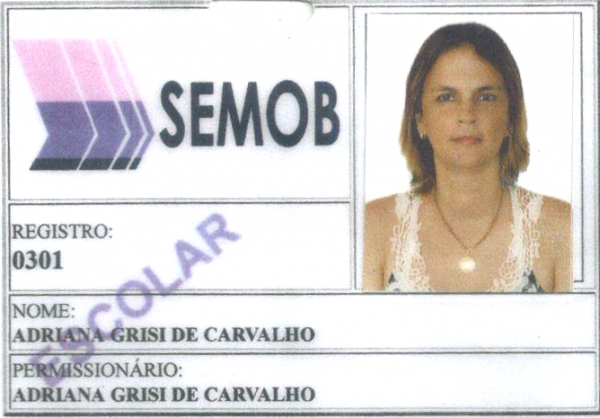 SEMOB
REGISTRO:
0301
ESCOLAR
NOME:
ADRIANA GRISI DE CARVALHO
PERMISSIONÁRIO:
ADRIANA GRISI DE CARVALHO